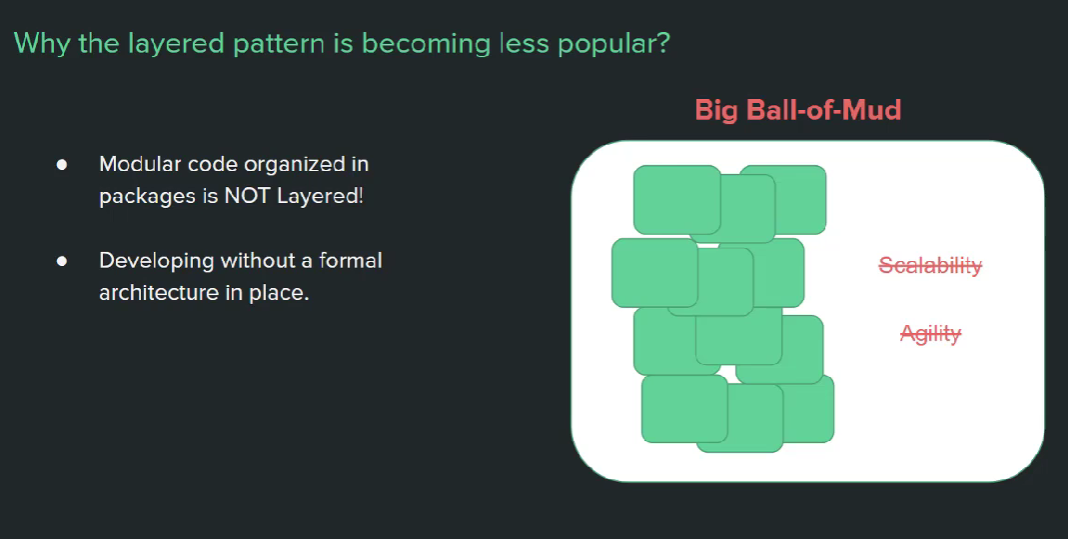 Why the layered pattern is becoming less popular?
Big Ball-of-Mud
● Modular code organized in
packages is NOT Layered!
● Developing without a formal
architecture in place.
Scalability
Agility